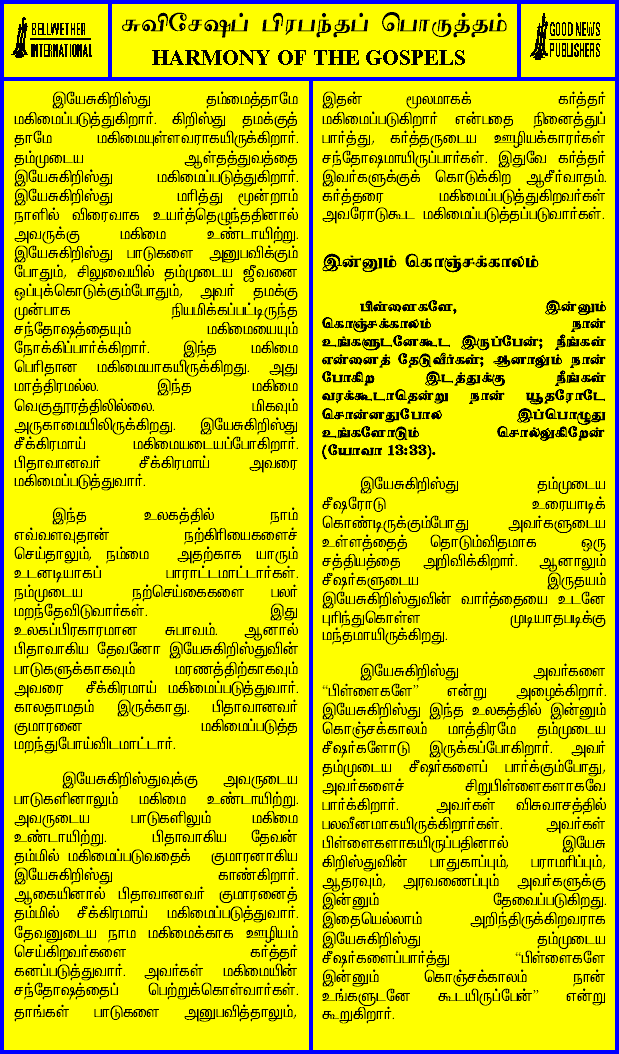 BELLWETHER
INTERNATIONAL
சுவிசேஷப் பிரபந்தப் பொருத்தம்
HARMONY OF THE GOSPELS
GOOD NEWS
PUBLISHERS
இயேசுகிறிஸ்து தம்மைத்தாமே
மகிமைப்படுத்துகிறார். கிறிஸ்து தமக்குத்
தாமே மகிமையுள்ளவராகயிருக்கிறார்.
தம்முடைய ஆள்தத்துவத்தை
இயேசுகிறிஸ்து மகிமைப்படுத்துகிறார்.
இயேசுகிறிஸ்து மரித்து மூன்றாம்
நாளில் விரைவாக உயர்த்தெழுந்ததினால்
அவருக்கு மகிமை உண்டாயிற்று.
இயேசுகிறிஸ்து பாடுகளை அனுபவிக்கும்
போதும், சிலுவையில் தம்முடைய ஜீவனை
ஒப்புக்கொடுக்கும்போதும், அவர் தமக்கு
முன்பாக நியமிக்கப்பட்டிருந்த
சந்தோஷத்தையும் மகிமையையும்
நோக்கிப்பார்க்கிறார். இந்த மகிமை
பெரிதான மகிமையாகயிருக்கிறது. அது
மாத்திரமல்ல. இந்த மகிமை
வெகுதூரத்திலில்லை. மிகவும்
அருகாமையிலிருக்கிறது. இயேசுகிறிஸ்து
சீக்கிரமாய் மகிமையடையப்போகிறார்.
பிதாவானவர் சீக்கிரமாய் அவரை
மகிமைப்படுத்துவார்.
இந்த உலகத்தில் நாம்
எவ்வளவுதான் நற்கிரியைகளைச்
செய்தாலும், நம்மை அதற்காக யாரும்
உடனடியாகப் பாராட்டமாட்டார்கள்.
நம்முடைய நற்செய்கைகளை பலர்
மறந்தேவிடுவார்கள். இது
உலகப்பிரகாரமான சுபாவம். ஆனால்
பிதாவாகிய தேவனோ இயேசுகிறிஸ்துவின்
பாடுகளுக்காகவும் மரணத்திற்காகவும்
அவரை சீக்கிரமாய் மகிமைப்படுத்துவார்.
காலதாமதம் இருக்காது. பிதாவானவர்
குமாரனை மகிமைப்படுத்த
மறந்துபோய்விடமாட்டார்.
இயேசுகிறிஸ்துவுக்கு அவருடைய
பாடுகளினாலும் மகிமை உண்டாயிற்று.
அவருடைய பாடுகளிலும் மகிமை
உண்டாயிற்று. பிதாவாகிய தேவன்
தம்மில் மகிமைப்படுவதைக் குமாரனாகிய
இயேசுகிறிஸ்து காண்கிறார்.
ஆகையினால் பிதாவானவர் குமாரனைத்
தம்மில் சீக்கிரமாய் மகிமைப்படுத்துவார்.
தேவனுடைய நாம மகிமைக்காக ஊழியம்
செய்கிறவர்களை கர்த்தர்
கனப்படுத்துவார். அவர்கள் மகிமையின்
சந்தோஷத்தைப் பெற்றுக்கொள்வார்கள்.
தாங்கள் பாடுகளை அனுபவித்தாலும்,
இதன் மூலமாகக் கர்த்தர்
மகிமைப்படுகிறார் என்பதை நினைத்துப்
பார்த்து, கர்த்தருடைய ஊழியக்காரர்கள்
சந்தோஷமாயிருப்பார்கள். இதுவே கர்த்தர்
இவர்களுக்குக் கொடுக்கிற ஆசீர்வாதம்.
கர்த்தரை மகிமைப்படுத்துகிறவர்கள்
அவரோடுகூட மகிமைப்படுத்தப்படுவார்கள்.
இன்னும் கொஞ்சக்காலம்
பிள்ளைகளே, இன்னும்
கொஞ்சக்காலம் நான்
உங்களுடனேகூட இருப்பேன்; நீங்கள்
என்னைத் தேடுவீர்கள்; ஆனாலும் நான்
போகிற இடத்துக்கு நீங்கள்
வரக்கூடாதென்று நான் யூதரோடே
சொன்னதுபோல இப்பொழுது
உங்களோடும் சொல்லுகிறேன்
(யோவா 13:33).
இயேசுகிறிஸ்து தம்முடைய
சீஷரோடு உரையாடிக்
கொண்டிருக்கும்போது அவர்களுடைய
உள்ளத்தைத் தொடும்விதமாக ஒரு
சத்தியத்தை அறிவிக்கிறார். ஆனாலும்
சீஷர்களுடைய இருதயம்
இயேசுகிறிஸ்துவின் வார்த்தையை உடனே
புரிந்துகொள்ள முடியாதபடிக்கு
மந்தமாயிருக்கிறது.
இயேசுகிறிஸ்து அவர்களை
“பிள்ளைகளே” என்று அழைக்கிறார்.
இயேசுகிறிஸ்து இந்த உலகத்தில் இன்னும்
கொஞ்சக்காலம் மாத்திரமே தம்முடைய
சீஷர்களோடு இருக்கப்போகிறார். அவர்
தம்முடைய சீஷர்களைப் பார்க்கும்போது,
அவர்களைச் சிறுபிள்ளைகளாகவே
பார்க்கிறார். அவர்கள் விசுவாசத்தில்
பலவீனமாகயிருக்கிறார்கள். அவர்கள்
பிள்ளைகளாகயிருப்பதினால் இயேசு
கிறிஸ்துவின் பாதுகாப்பும், பராமரிப்பும்,
ஆதரவும், அரவணைப்பும் அவர்களுக்கு
இன்னும் தேவைப்படுகிறது.
இதையெல்லாம் அறிந்திருக்கிறவராக
இயேசுகிறிஸ்து தம்முடைய
சீஷர்களைப்பார்த்து “பிள்ளைகளே
இன்னும் கொஞ்சக்காலம் நான்
உங்களுடனே கூடயிருப்பேன்” என்று
கூறுகிறார்.